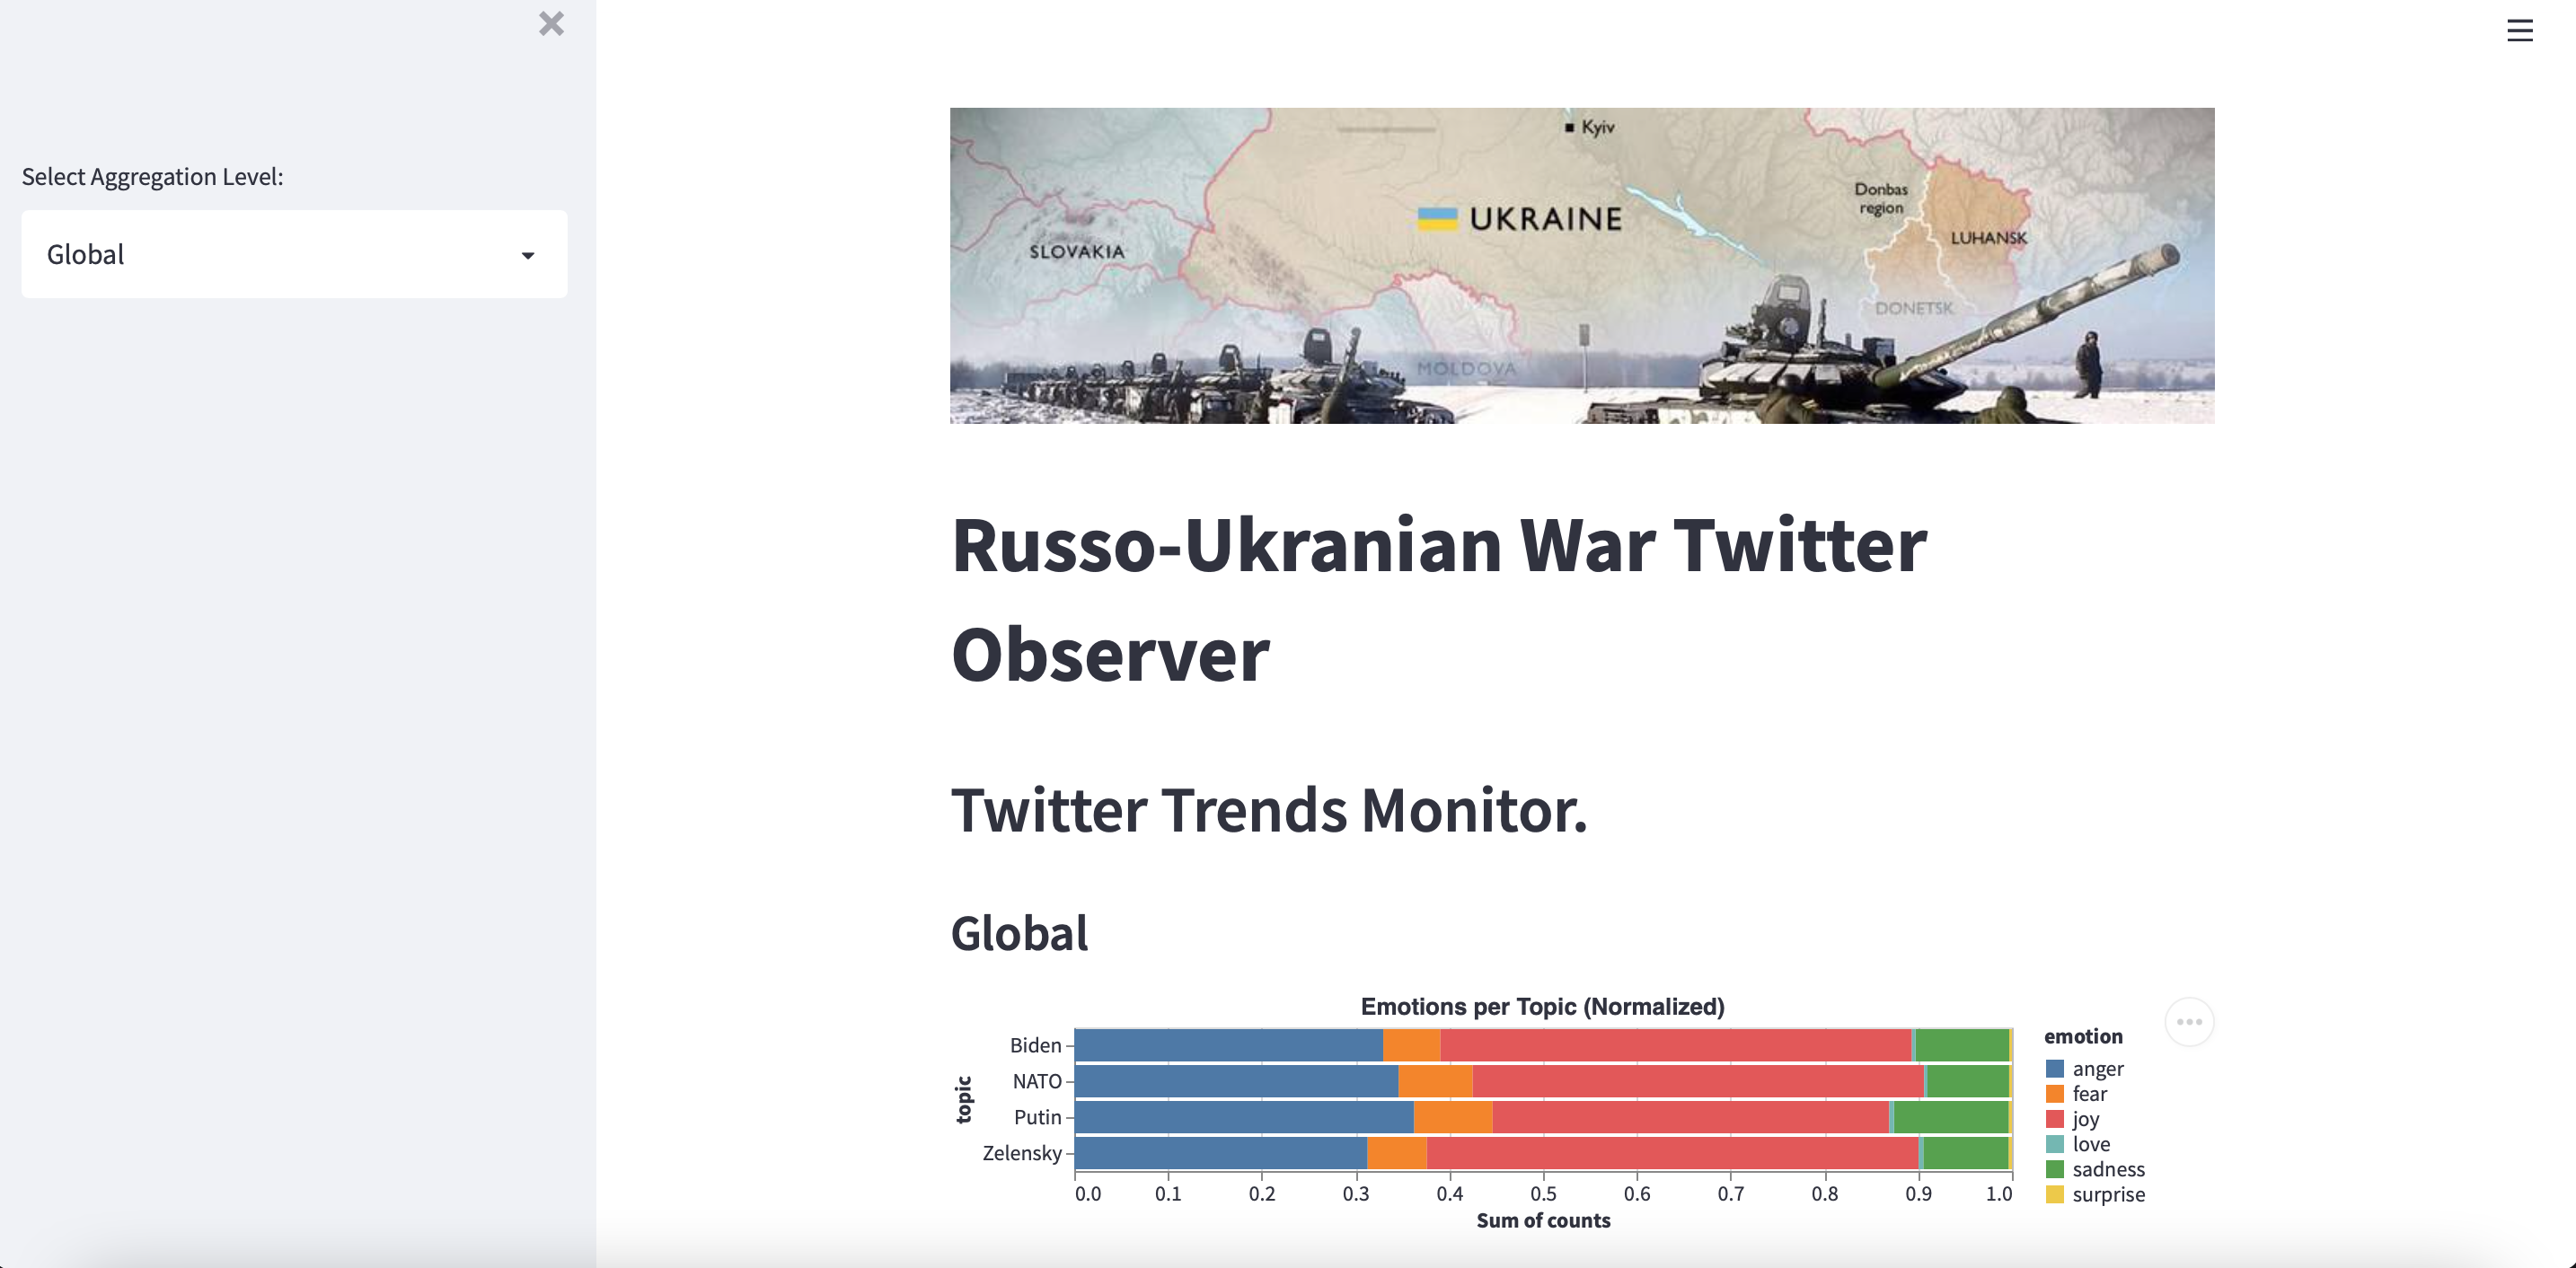 Select Aggregation Level:
Global
Kyiv
UKRAINE
Donbas
region
LUHANSK
SLOVAKIA
DONETSK
MOLDOVA
Russo-Ukranian War Twitter
Observer
Twitter Trends Monitor.
Global
Emotions per Topic (Normalized)
topic
Biden
NATO
Putin
Zelensky
0.0 0.1 0.2 0.3 0.4 0.5 0.6 0.7 0.8 0.9 1.0
Sum of counts
emotion
anger
fear
joy
love
sadness
surprise